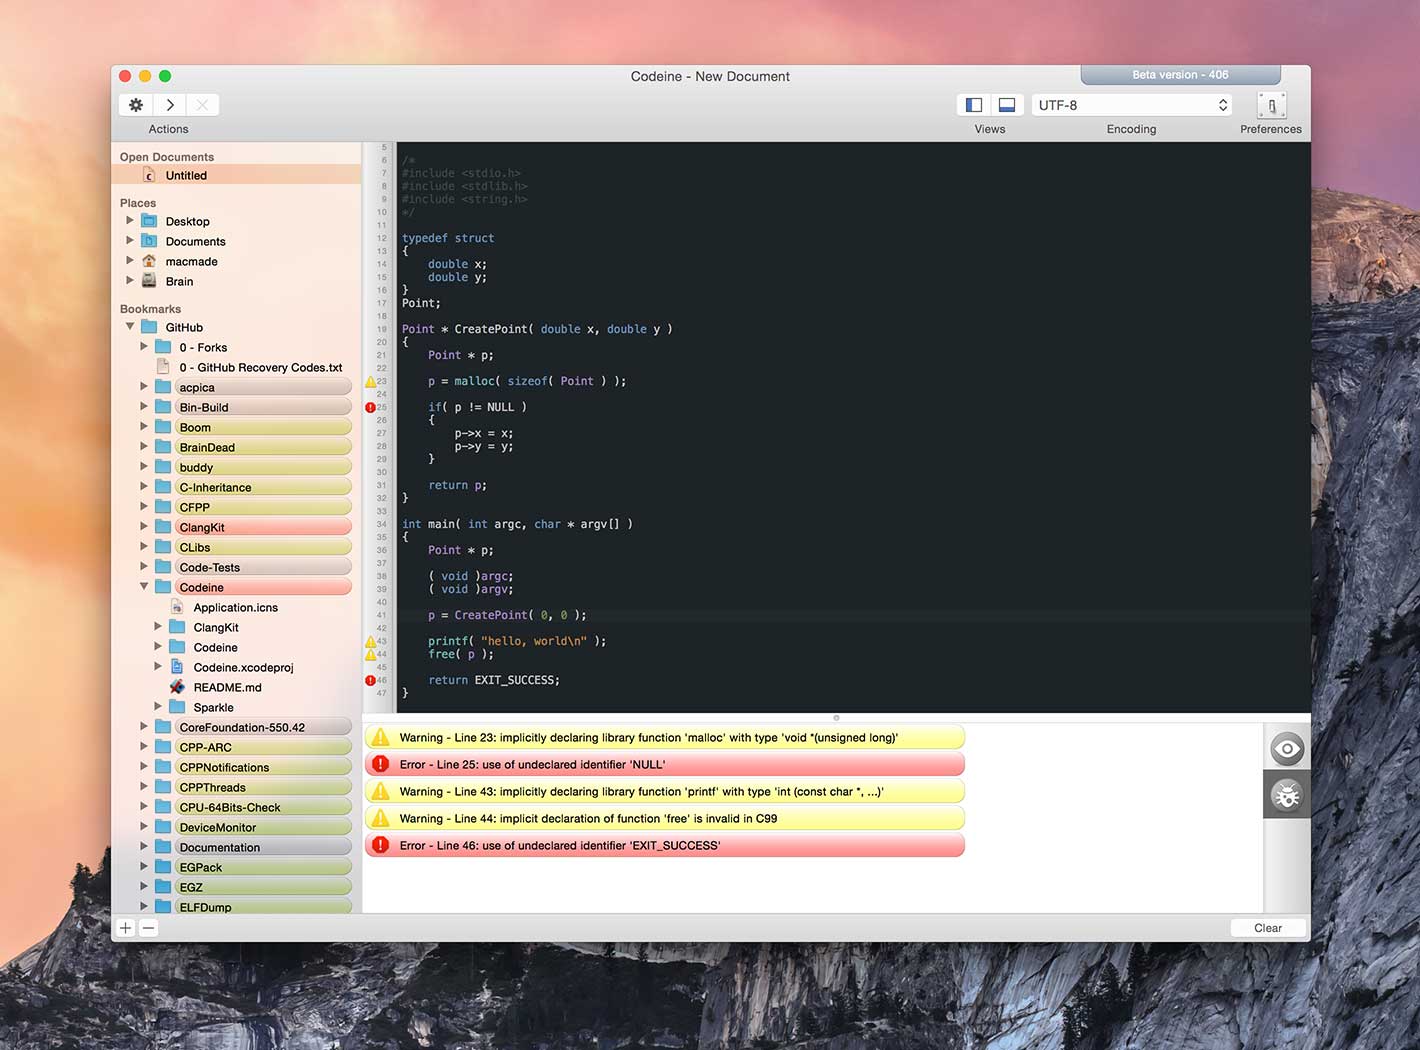 Codeine - New Document
Beta version - 406
Actions
Views
UTF-8
Encoding
Preferences
Open Documents
Untitled
Places
Desktop
Documents
macmade
Brain
Bookmarks
GitHub
0 - Forks
0 - GitHub Recovery Codes.txt
acpica
Bin-Build
Boom
BrainDead
buddy
C-Inheritance
CFPP
ClangKit
CLibs
Code-Tests
Codeine
Application.icns
ClangKit
Codeine
Codeine.xcodeproj
README.md
Sparkle
CoreFoundation-550.42
CPP-ARC
CPPNotifications
CPPThreads
CPU-64Bits-Check
DeviceMonitor
Documentation
EGPack
EGZ
ELFDump
5
6 /*
7 #include <stdio.h>
8 #include <stdlib.h>
9 #include <string.h>
10 */
11
12 typedef struct
13 {
14 double x;
15 double y;
16 }
17 Point;
18
19 Point * CreatePoint( double x, double y )
20 {
21 Point * p;
22
23 p = malloc( sizeof( Point ) );
24
25 if( p != NULL )
26 {
27 p->x = x;
28 p->y = y;
29 }
30
31 return p;
32 }
33
34 int main( int argc, char * argv[] )
35 {
36 Point * p;
37
38 ( void )argc;
39 ( void )argv;
40
41 p = CreatePoint( 0, 0 );
42
43 printf( "hello, world\n" );
44 free( p );
45
46 return EXIT_SUCCESS;
47 }
Warning - Line 23: implicitly declaring library function 'malloc' with type 'void *(unsigned long)'
Error - Line 25: use of undeclared identifier 'NULL'
Warning - Line 43: implicitly declaring library function 'printf' with type 'int (const char *, ...)'
Warning - Line 44: implicit declaration of function 'free' is invalid in C99
Error - Line 46: use of undeclared identifier 'EXIT_SUCCESS'
Clear